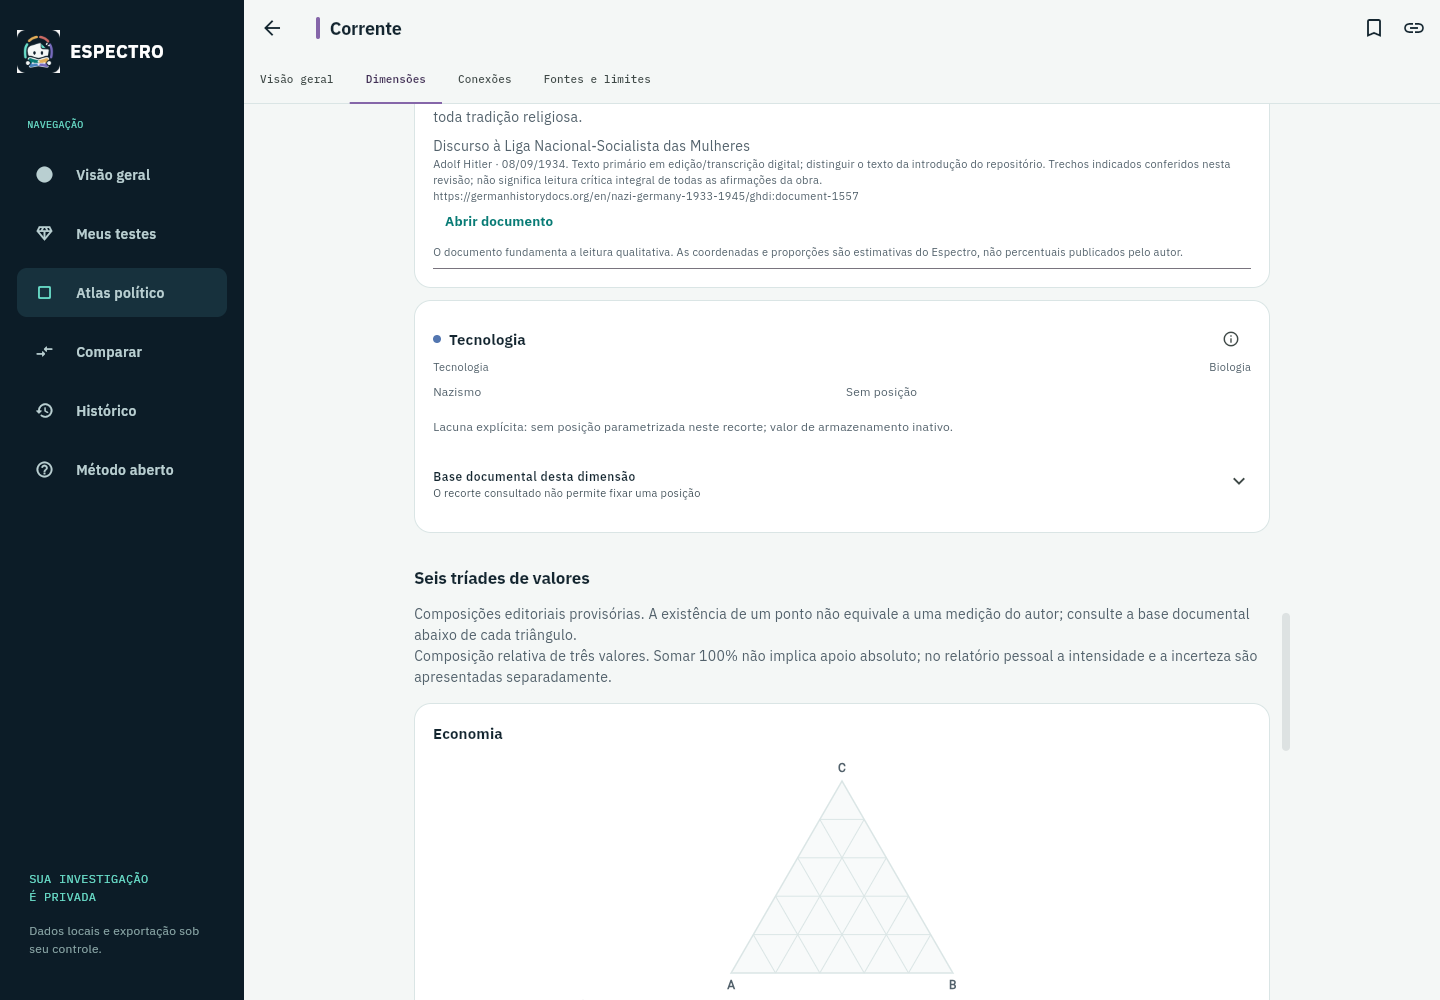 ESPECTRO
NAVEGAÇÃO
Visão geral
Meus testes
Atlas político
Comparar
Histórico
Método aberto
SUA INVESTIGAÇÃO
É PRIVADA
Dados locais e exportação sob
seu controle.
Corrente
Visão geral
Dimensões
Conexões
Fontes e limites
toda tradição religiosa.
Discurso à Liga Nacional-Socialista das Mulheres
Adolf Hitler · 08/09/1934. Texto primário em edição/transcrição digital; distinguir o texto da introdução do repositório. Trechos indicados conferidos nesta
revisão; não significa leitura crítica integral de todas as afirmações da obra.
https://germanhistorydocs.org/en/nazi-germany-1933-1945/ghdi:document-1557
Abrir documento
O documento fundamenta a leitura qualitativa. As coordenadas e proporções são estimativas do Espectro, não percentuais publicados pelo autor.
Tecnologia
Tecnologia
Biologia
Nazismo
Sem posição
Lacuna explícita: sem posição parametrizada neste recorte; valor de armazenamento inativo.
Base documental desta dimensão
O recorte consultado não permite fixar uma posição
Seis tríades de valores
Composições editoriais provisórias. A existência de um ponto não equivale a uma medição do autor; consulte a base documental
abaixo de cada triângulo.
Composição relativa de três valores. Somar 100% não implica apoio absoluto; no relatório pessoal a intensidade e a incerteza são
apresentadas separadamente.
Economia
C
A
B